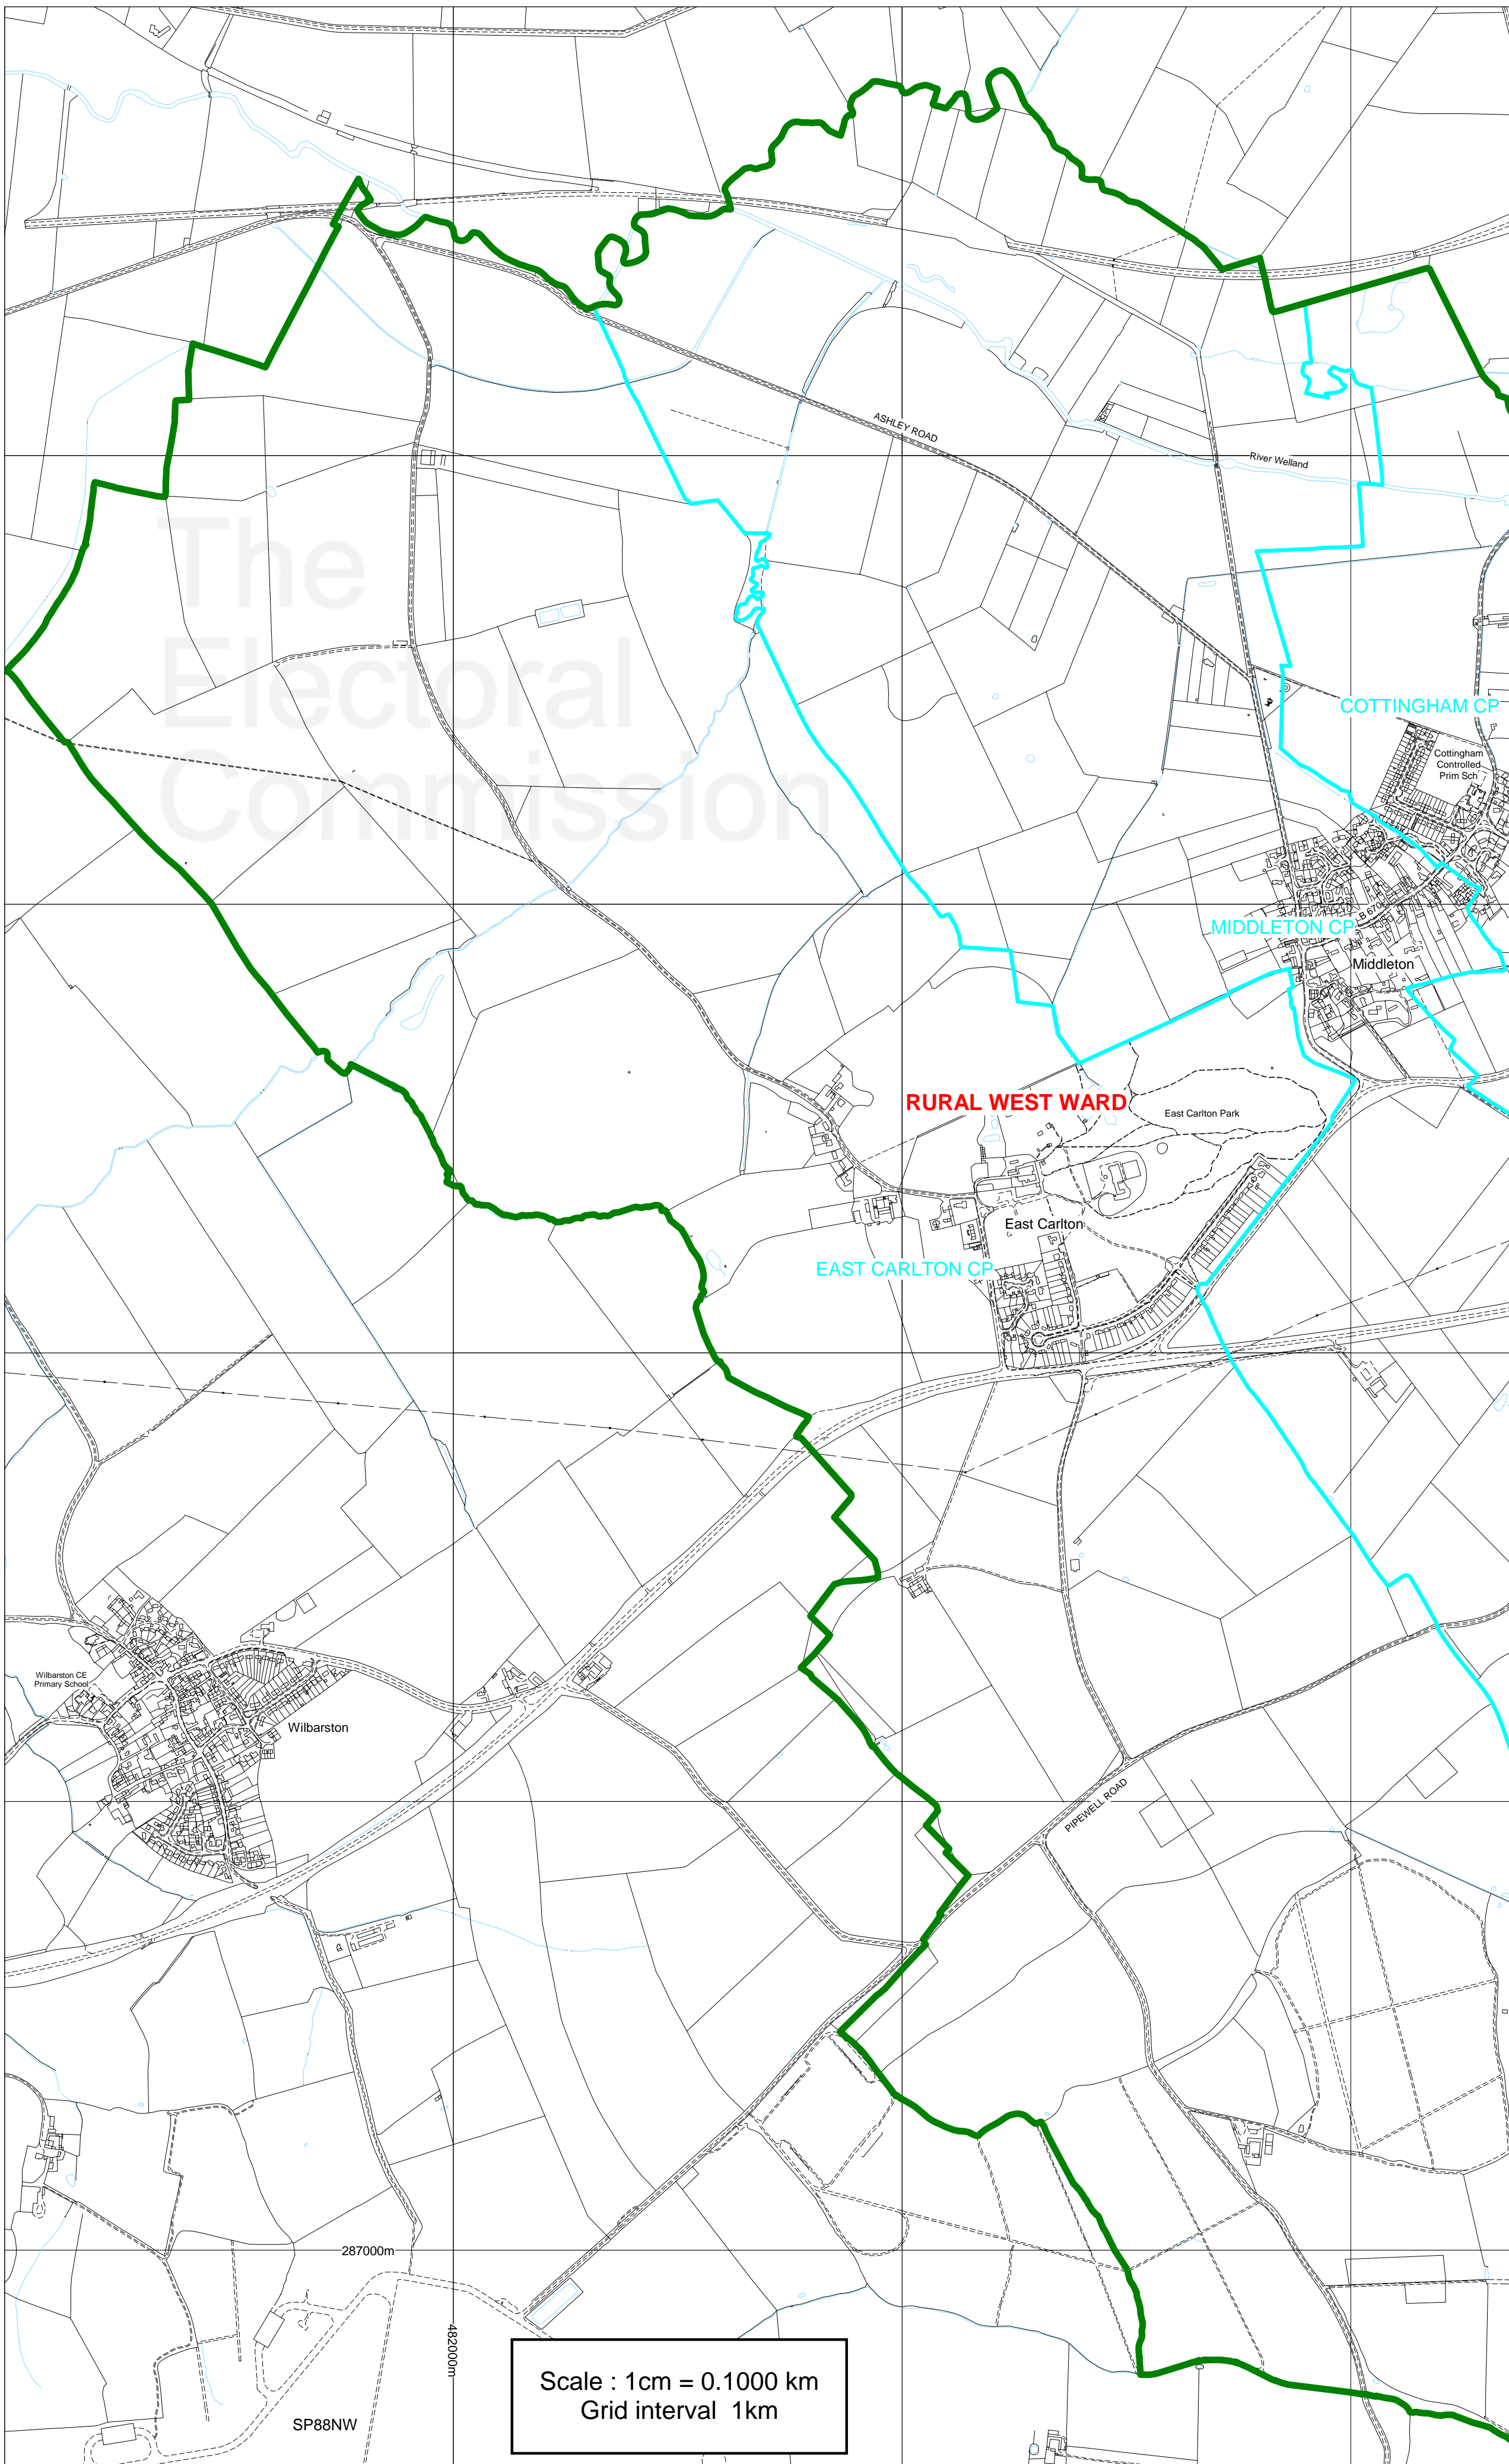 ASHLEY ROAD
River Welland
The
Electoral
Commission
COTTINGHAM CP
Cottingham
Controlled
Prim Sch
B 670
MIDDLETON CP
Middleton
RURAL WEST WARD
East Carlton Park
East Carlton
EAST CARLTON CP
Wilbarston CE
Primary School
Wilbarston
PIPEWELL ROAD
287000m
482000m
Scale : 1cm = 0.1000 km
Grid interval 1km
SP88NW